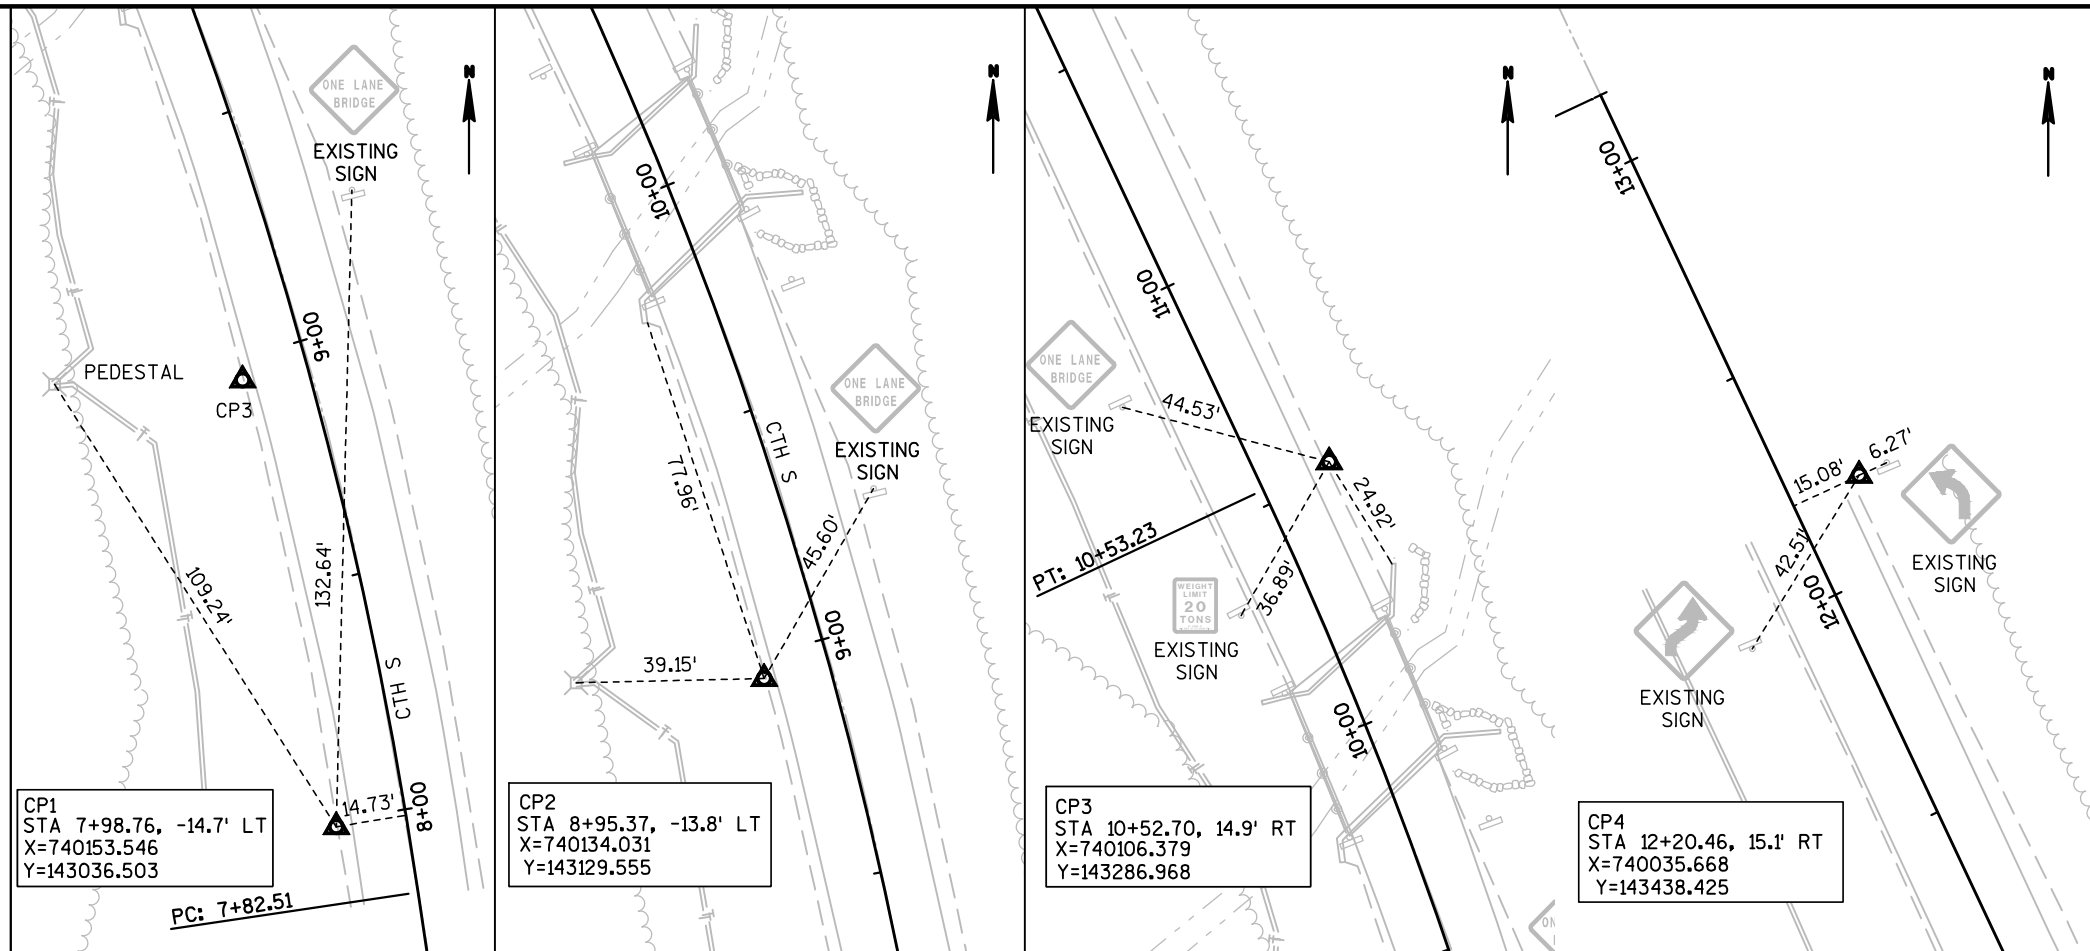 N
ONE LANE
BRIDGE
EXISTING
SIGN
9+00
PEDESTAL
CP3
109.24'
132.64'
CTH S
14.73'
8+00
CP1
STA 7+98.76, -14.7' LT
X=740153.546
Y=143036.503
PC: 7+82.51
N
10+00
CTH S
ONE LANE
BRIDGE
EXISTING
SIGN
77.96'
45.60'
9+00
39.15'
CP2
STA 8+95.37, -13.8' LT
X=740134.031
Y=143129.555
N
11+00
ONE LANE
BRIDGE
EXISTING
SIGN
44.53'
24.92'
PT: 10+53.23
36.89'
WEIGHT
LIMIT
20
TONS
EXISTING
SIGN
10+00
CP3
STA 10+52.70, 14.9' RT
X=740106.379
Y=143286.968
N
13+00
6.27'
15.08'
42.51'
EXISTING
SIGN
12+00
EXISTING
SIGN
CP4
STA 12+20.46, 15.1' RT
X=740035.668
Y=143438.425